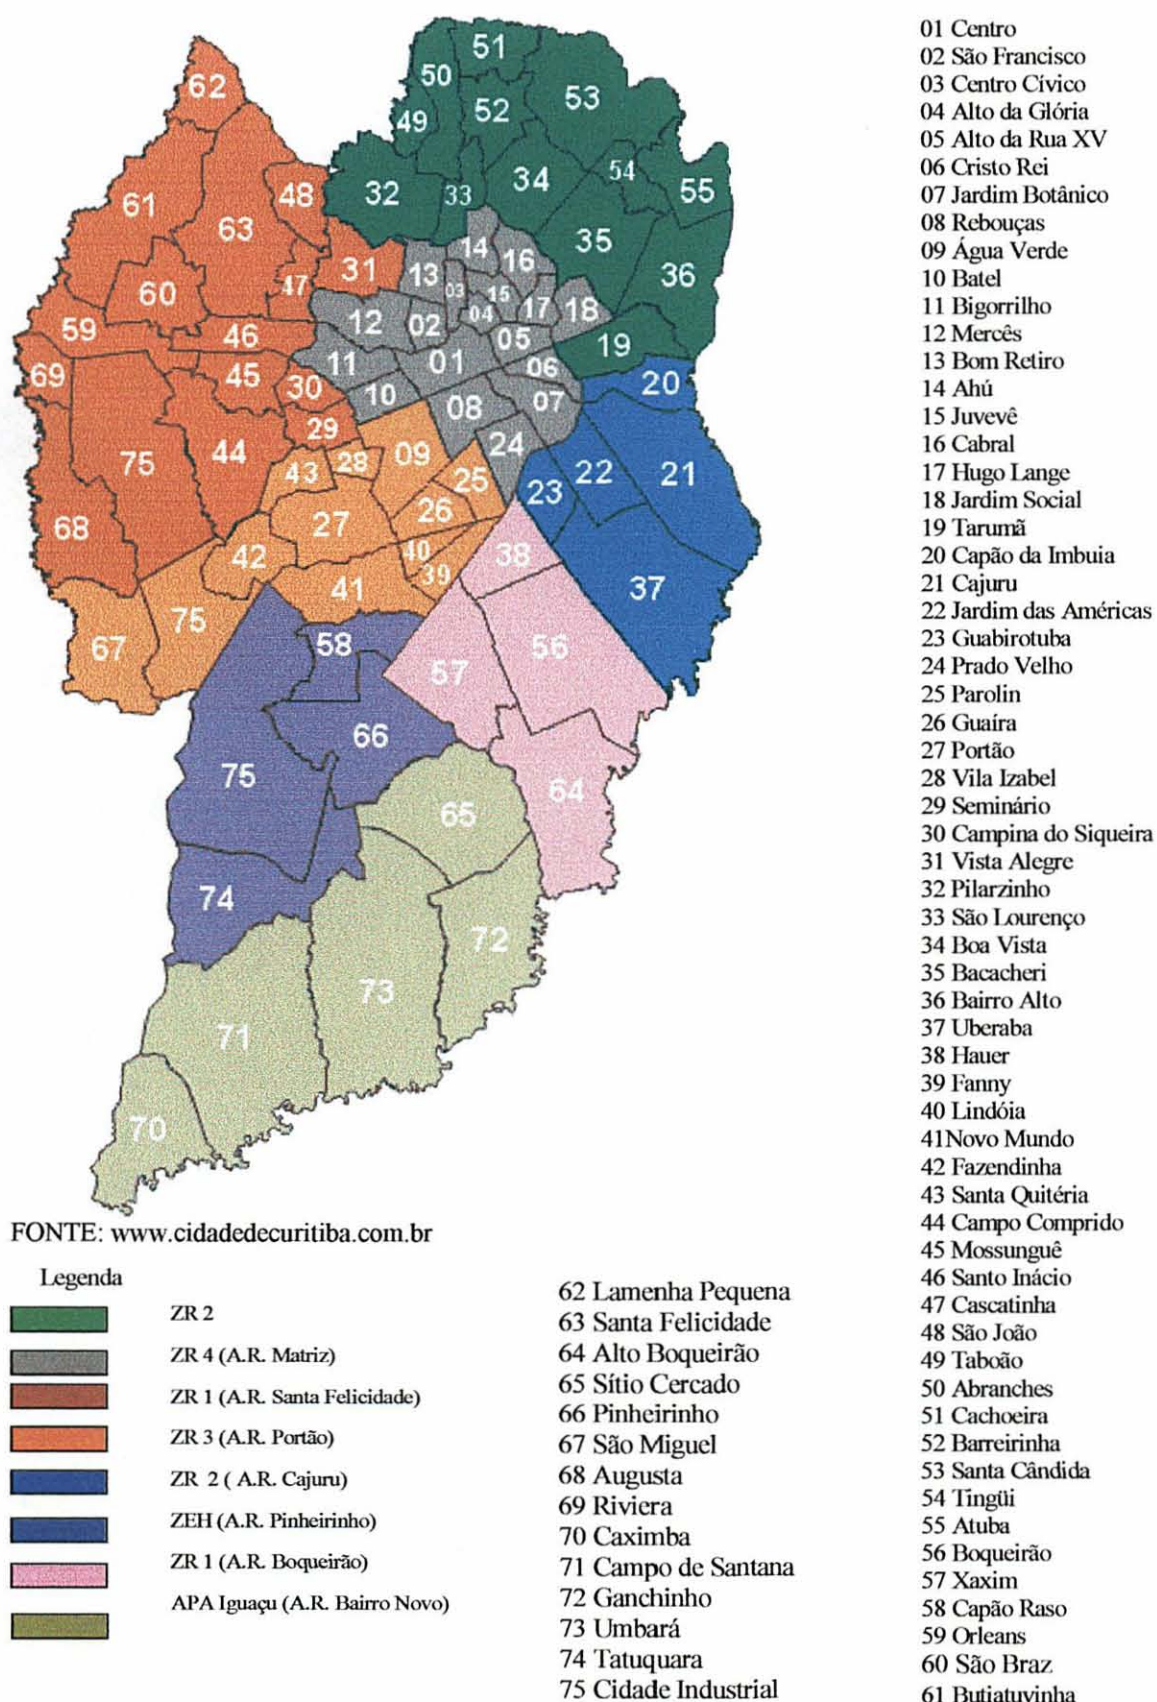 62
51
50
53
52
49
54
34
55
48
32
33
61
63
35
14
16
31
36
13
47
03
15
60
17
18
04
12
02
59
46
05
19
11
01
06
69
45
20
30
10
07
08
29
24
44
09
75
43
28
22
21
25
23
26
27
68
40
38
42
39
41
37
75
58
67
56
57
66
75
64
65
74
72
73
71
70
01 Centro
02 São Francisco
03 Centro Cívico
04 Alto da Glória
05 Alto da Rua XV
06 Cristo Rei
07 Jardim Botânico
08 Rebouças
09 Água Verde
10 Batel
11 Bigorrilho
12 Mercês
13 Bom Retiro
14 Ahú
15 Juvevê
16 Cabral
17 Hugo Lange
18 Jardim Social
19 Tarumã
20 Capão da Imbuia
21 Cajuru
22 Jardim das Américas
23 Guabirotuba
24 Prado Velho
25 Parolin
26 Guaíra
27 Portão
28 Vila Izabel
29 Seminário
30 Campina do Siqueira
31 Vista Alegre
32 Pilarzinho
33 São Lourenço
34 Boa Vista
35 Bacacheri
36 Bairro Alto
37 Uberaba
38 Hauer
39 Fanny
40 Lindóia
41Novo Mundo
42 Fazendinha
43 Santa Quitéria
44 Campo Comprido
45 Mossunguê
46 Santo Inácio
47 Cascatinha
48 São João
49 Taboão
50 Abranches
51 Cachoeira
52 Barreirinha
53 Santa Cândida
54 Tingüi
55 Atuba
56 Boqueirão
57 Xaxim
58 Capão Raso
59 Orleans
60 São Braz
61 Butiatuvinha
FONTE: www.cidadedecuritiba.com.br
Legenda
ZR 2
ZR 4 (A.R. Matriz)
ZR 1 (A.R. Santa Felicidade)
ZR 3 (A.R. Portão)
ZR 2 ( A.R. Cajuru)
ZEH (A.R. Pinheirinho)
ZR 1 (A.R. Boqueirão)
APA Iguaçu (A.R. Bairro Novo)
62 Lamenha Pequena
63 Santa Felicidade
64 Alto Boqueirão
65 Sítio Cercado
66 Pinheirinho
67 São Miguel
68 Augusta
69 Riviera
70 Caximba
71 Campo de Santana
72 Ganchinho
73 Umbará
74 Tatuquara
75 Cidade Industrial